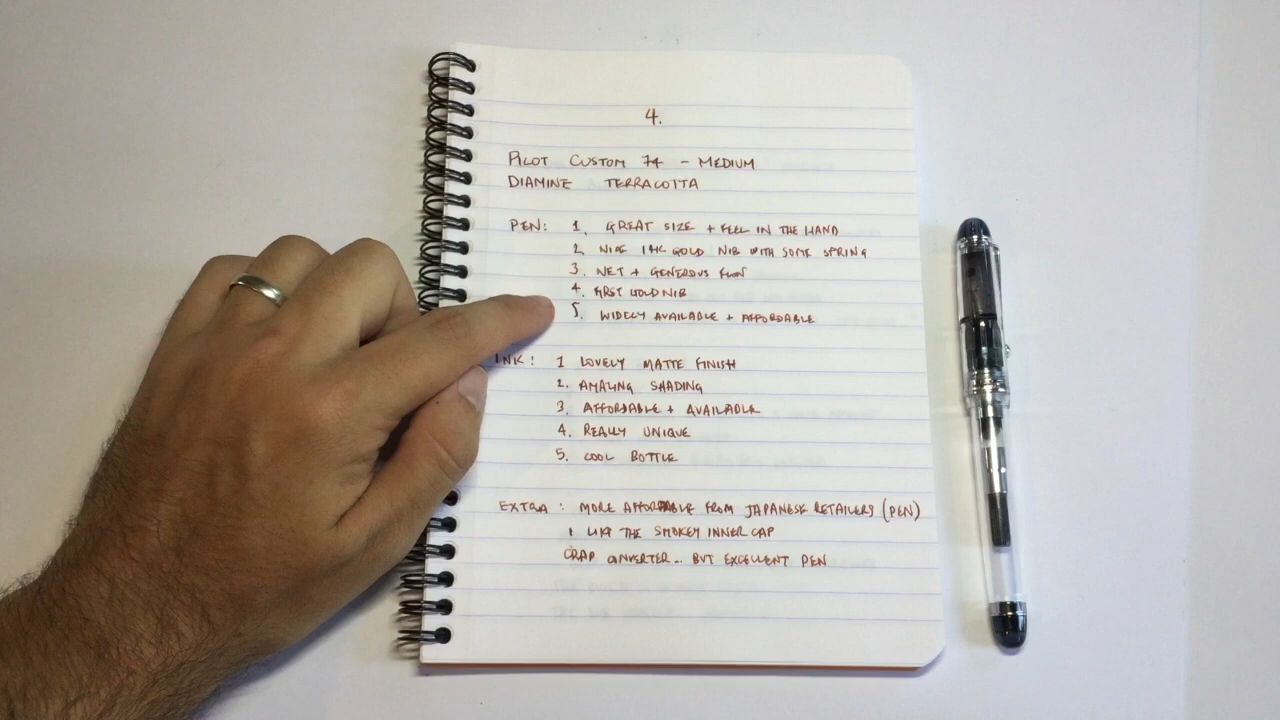 4.
PILOT CUSTOM 74 - MEDIUM
DIAMINE TERRACOTTA
PEN: 1. GREAT SIZE + FEEL IN THE HAND
2. NICE 14K GOLD NIB WITH SOME SPRING
3. WET + GENEROUS FLOW
4. FIRST GOLD NIB
5. WIDELY AVAILABLE + AFFORDABLE
INK: 1 LOVELY MATTE FINISH
2. AMAZING SHADING
3. AFFORDABLE + AVAILABLE
4. REALLY UNIQUE
5. COOL BOTTLE
EXTRA: MORE AFFORDABLE FROM JAPANESE RETAILERS (PEN)
I LIKE THE SMOKEY INNER CAP
CRAP CONVERTER... BUT EXCELLENT PEN